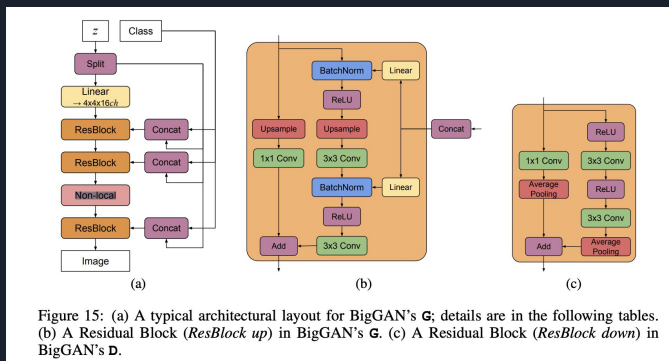 z
Class
Split
Linear
→ 4x4x16ch
ResBlock
Concat
ResBlock
Concat
Non-local
ResBlock
Concat
Image
(a)
BatchNorm
Linear
ReLU
Upsample
Upsample
Concat
1x1 Conv
3x3 Conv
BatchNorm
Linear
ReLU
Add
3x3 Conv
(b)
ReLU
1x1 Conv
3x3 Conv
Average
Pooling
ReLU
3x3 Conv
Add
Average
Pooling
(c)
Figure 15: (a) A typical architectural layout for BigGAN's G; details are in the following tables.
(b) A Residual Block (ResBlock up) in BigGAN's G. (c) A Residual Block (ResBlock down) in
BigGAN's D.